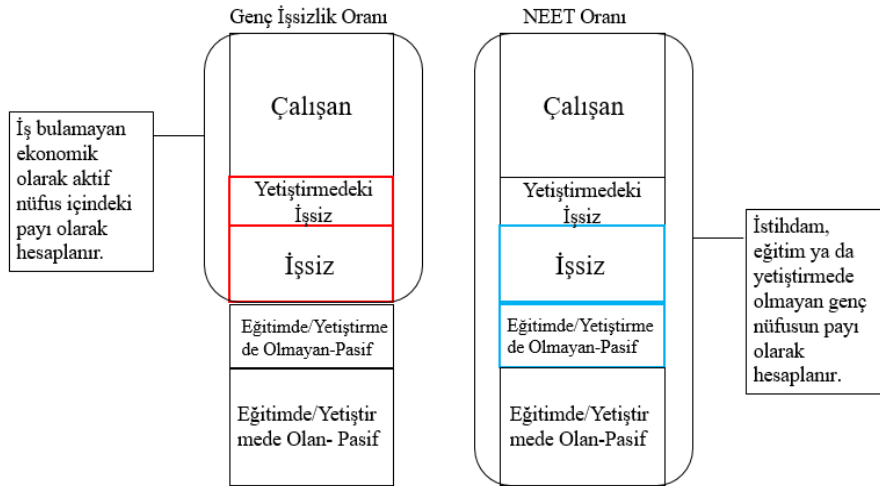 Genç İşsizlik Oranı
NEET Oranı
İş bulamayan
ekonomik
olarak aktif
nüfus içindeki
payı olarak
hesaplanır.
Çalışan
Yetiştirmedeki
İşsiz
İşsiz
Eğitimde/Yetiştirme
de Olmayan-Pasif
Eğitimde/Yetiştir
mede Olan- Pasif
Çalışan
Yetiştirmedeki
İşsiz
İşsiz
Eğitimde/Yetiştirme
de Olmayan-Pasif
Eğitimde/Yetiştir
mede Olan-Pasif
İstihdam,
eğitim ya da
yetiştirmede
olmayan genç
nüfusun payı
olarak
hesaplanır.